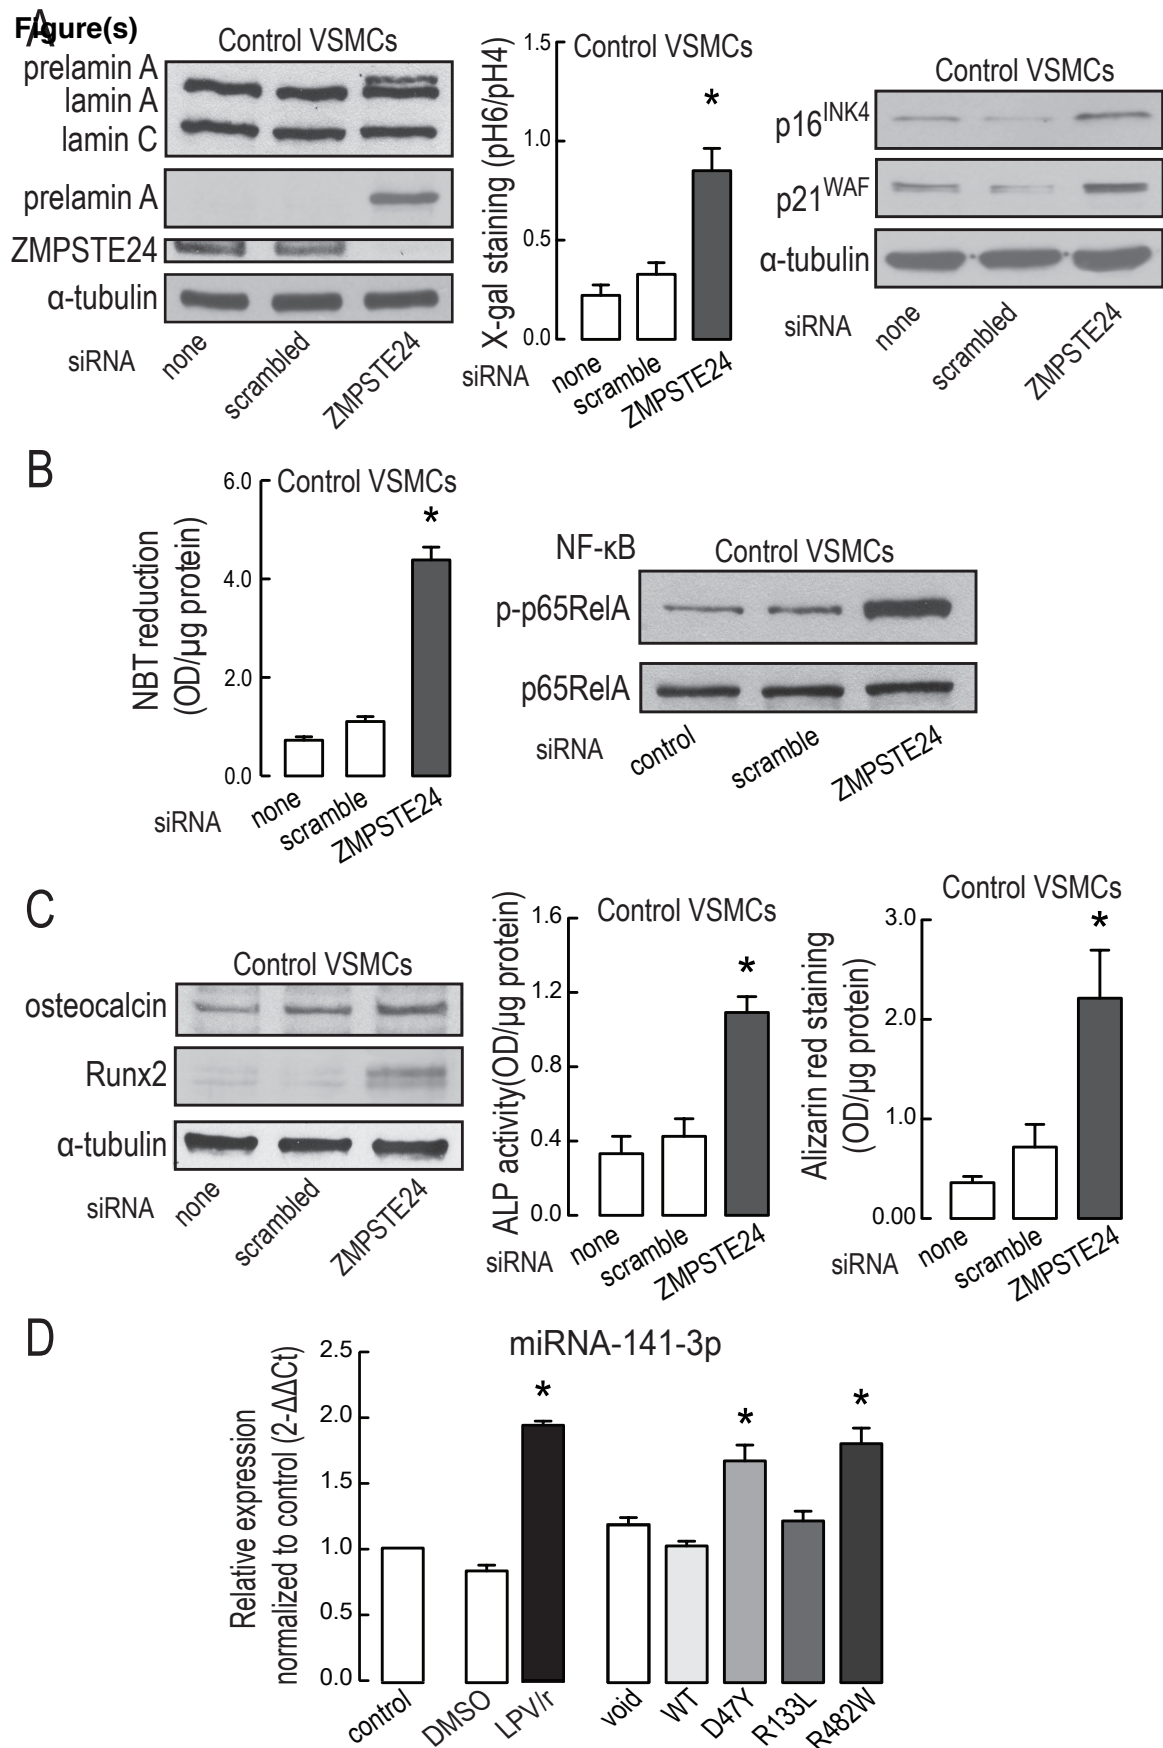 Figure(s)
A
Control VSMCs
prelamin A
lamin A
lamin C
prelamin A
ZMPSTE24
α-tubulin
siRNA
none
scrambled
ZMPSTE24
X-gal staining (pH6/pH4)
1.5
1.0
0.5
0.0
Control VSMCs
*
siRNA
none
scramble
ZMPSTE24
Control VSMCs
p16INK4
p21WAF
α-tubulin
siRNA
none
scrambled
ZMPSTE24
B
NBT reduction
(OD/µg protein)
6.0
4.0
2.0
0.0
Control VSMCs
*
siRNA
none
scramble
ZMPSTE24
NF-κB
Control VSMCs
p-p65RelA
p65RelA
siRNA
control
scramble
ZMPSTE24
C
Control VSMCs
osteocalcin
Runx2
α-tubulin
siRNA
none
scrambled
ZMPSTE24
ALP activity(OD/µg protein)
1.6
1.2
0.8
0.4
0.0
Control VSMCs
*
siRNA
none
scramble
ZMPSTE24
Alizarin red staining
(OD/µg protein)
3.0
2.0
1.0
0.00
Control VSMCs
*
siRNA
none
scramble
ZMPSTE24
D
miRNA-141-3p
Relative expression
normalized to control (2-ΔΔCt)
2.5
2.0
1.5
1.0
0.5
0.0
*
*
*
control
DMSO
LPV/r
void
WT
D47Y
R133L
R482W